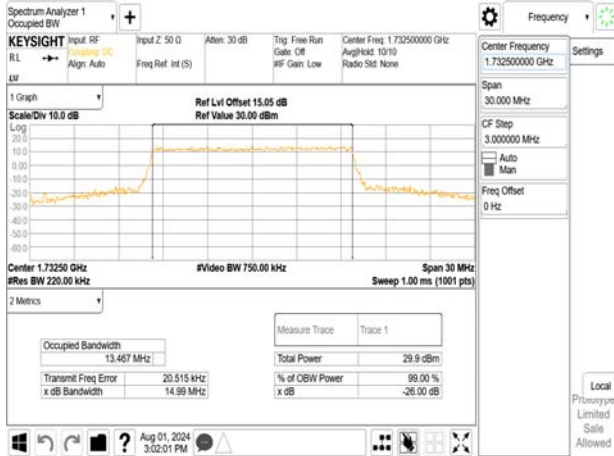 Spectrum Analyzer 1
Occupied BW
+
Frequency
KEYSIGHT
Input: RF
Input Z: 50 Ω
Atten: 30 dB
Trig: Free Run
Center Freq: 1.732500000 GHz
RL
Coupling: DC
Gate: Off
Avg|Hold: 10/10
Align: Auto
Freq Ref: Int (S)
#IF Gain: Low
Radio Std: None
Center Frequency
1.732500000 GHz
Settings
Span
30.000 MHz
CF Step
3.000000 MHz
Auto
Man
Freq Offset
0 Hz
1 Graph
Ref Lvl Offset 15.05 dB
Scale/Div 10.0 dB
Ref Value 30.00 dBm
Log
20.0
10.0
0.00
-10.0
-20.0
-30.0
-40.0
-50.0
-60.0
Center 1.73250 GHz
#Video BW 750.00 kHz
Span 30 MHz
#Res BW 220.00 kHz
Sweep 1.00 ms (1001 pts)
2 Metrics
Measure Trace
Trace 1
Occupied Bandwidth
13.467 MHz
Total Power
29.9 dBm
Transmit Freq Error
20.515 kHz
% of OBW Power
99.00 %
x dB Bandwidth
14.99 MHz
x dB
-26.00 dB
Local
Prototype
Limited
Sale
Allowed
?
Aug 01, 2024
3:02:01 PM